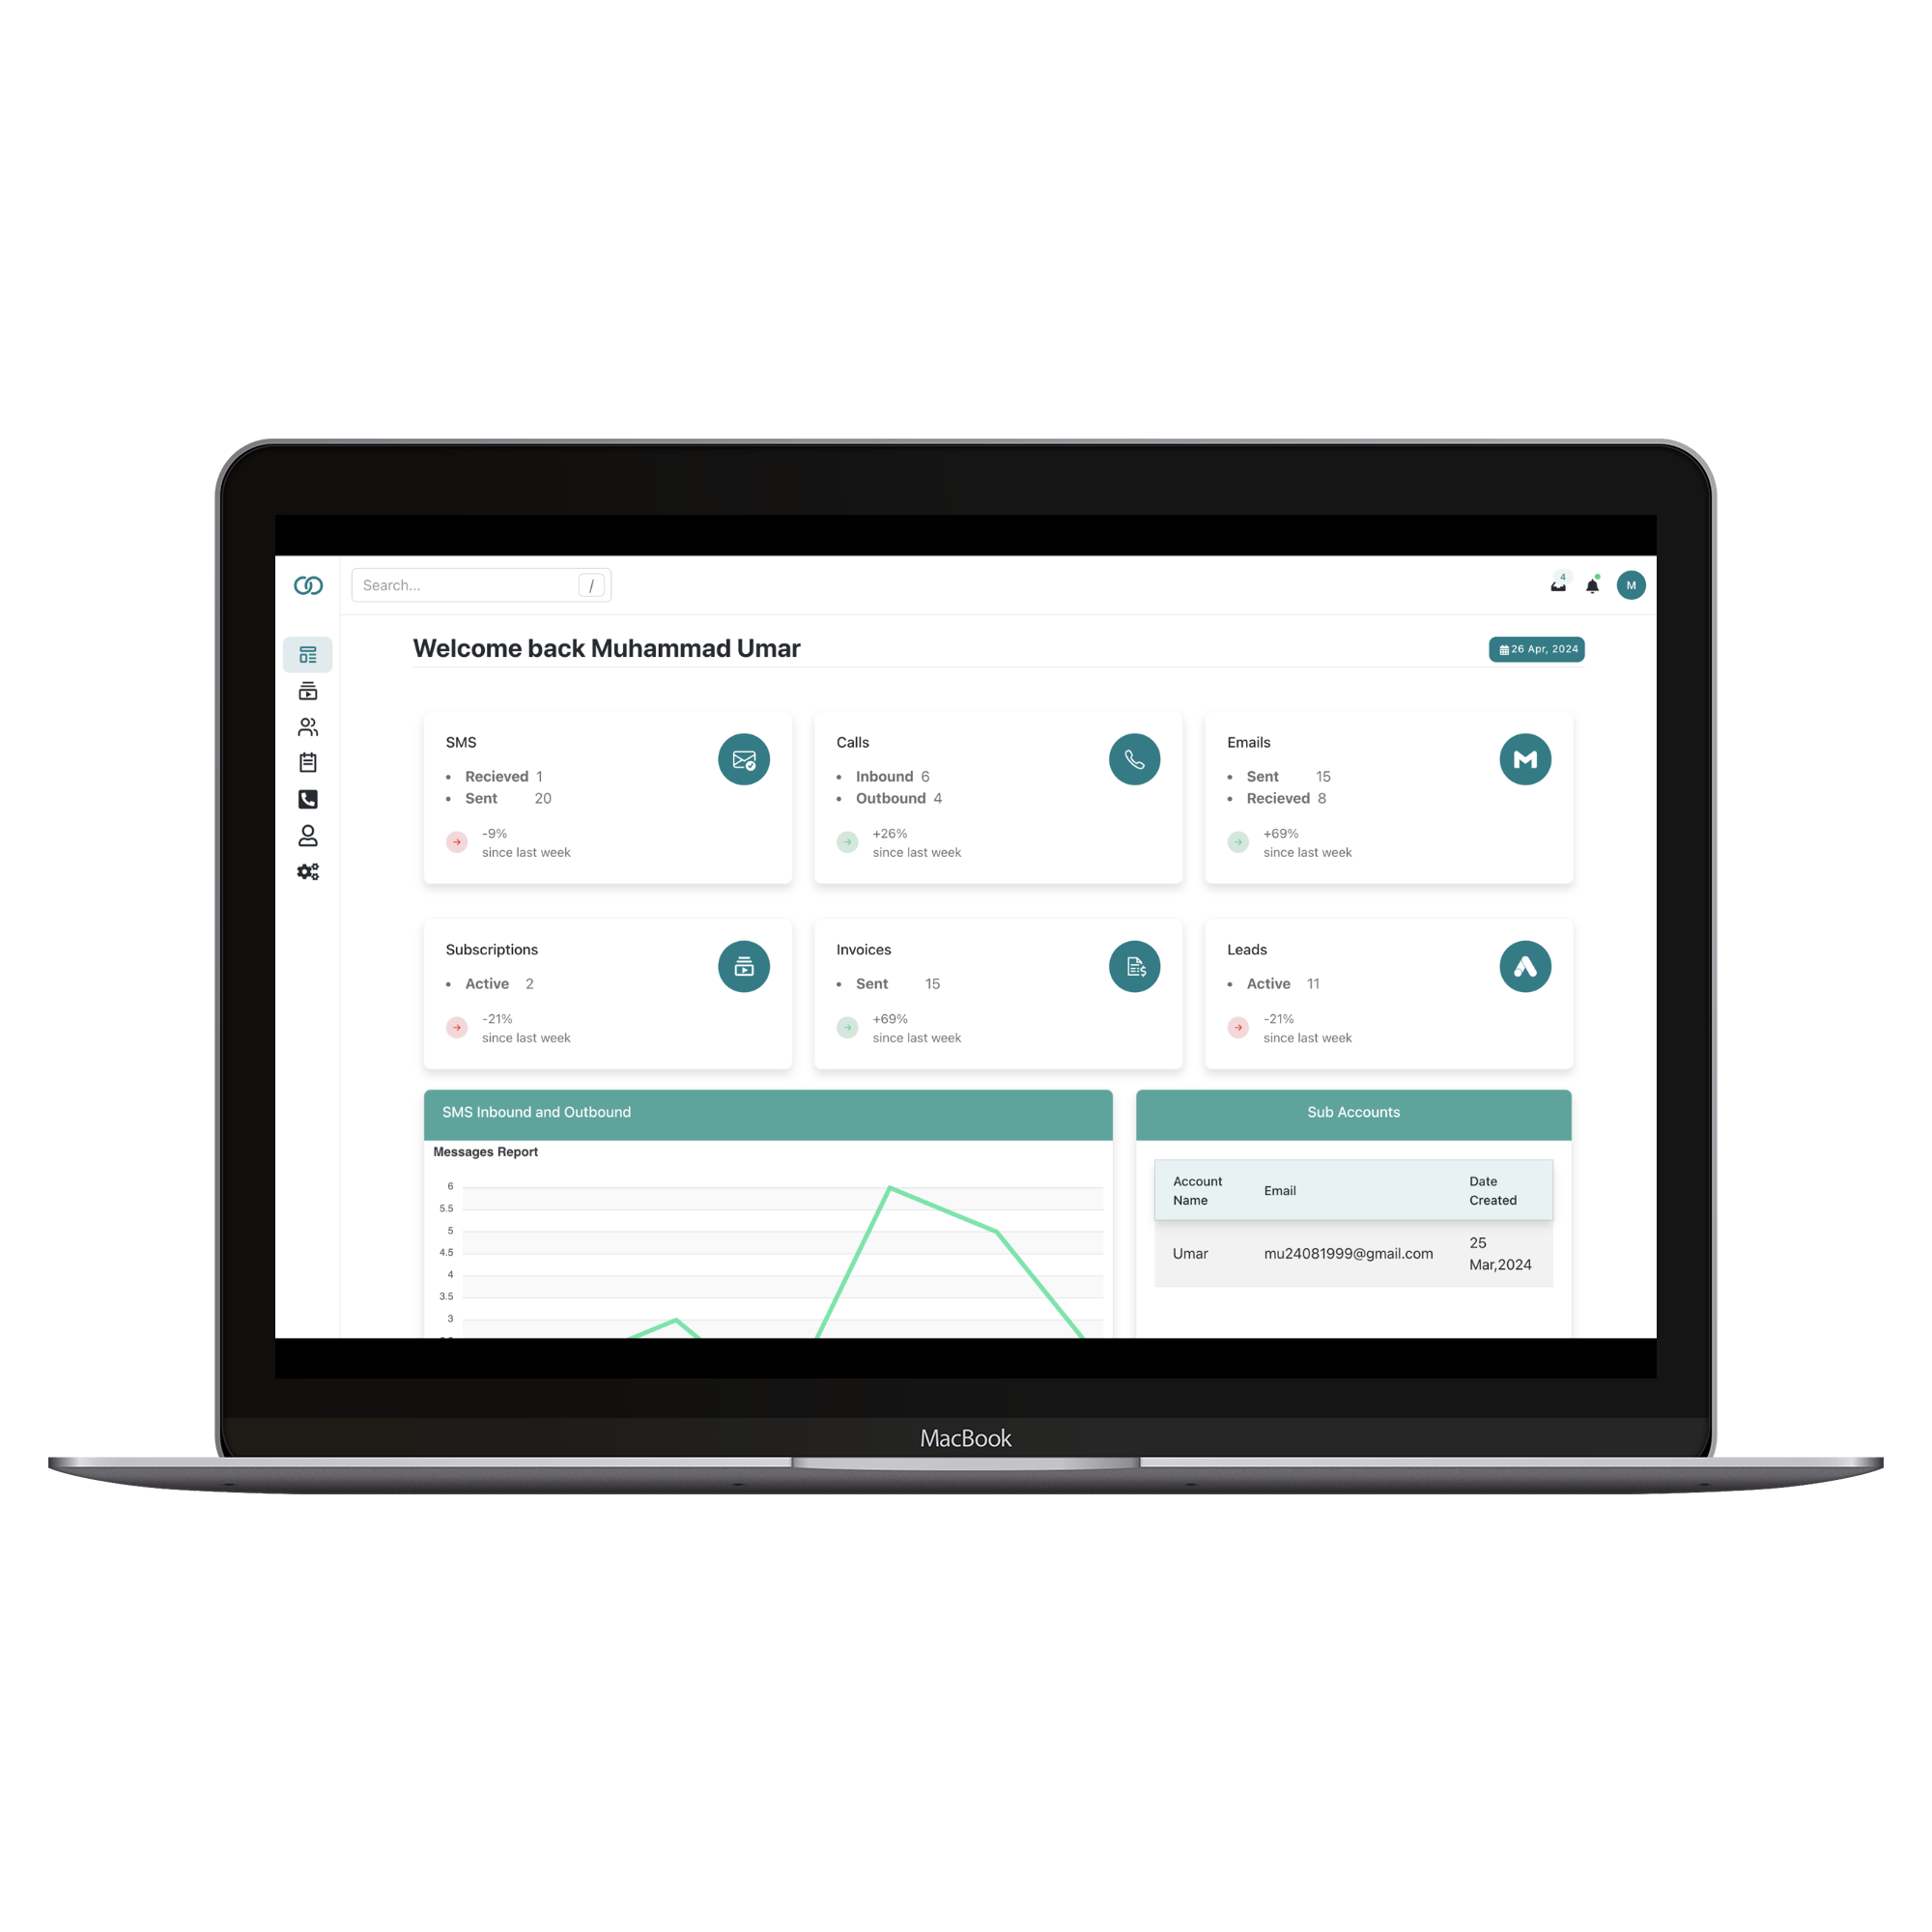 Search...
/
4
M
Welcome back Muhammad Umar
26 Apr, 2024
SMS
Recieved 1
Sent 20
-9%
since last week
Calls
Inbound 6
Outbound 4
+26%
since last week
Emails
Sent 15
Recieved 8
+69%
since last week
Subscriptions
Active 2
-21%
since last week
Invoices
Sent 15
+69%
since last week
Leads
Active 11
-21%
since last week
SMS Inbound and Outbound
Messages Report
6
5.5
5
4.5
4
3.5
3
Sub Accounts
Account
Name
Email
Date
Created
Umar
mu24081999@gmail.com
25
Mar,2024
MacBook